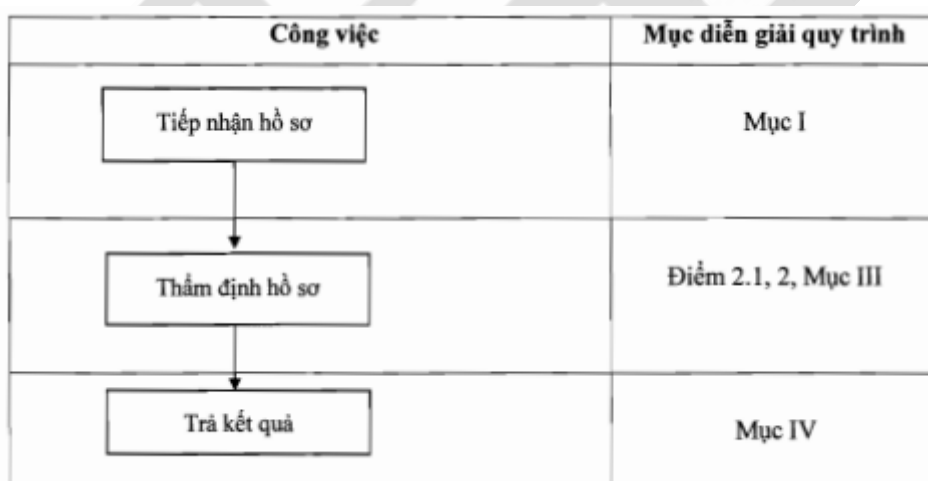 Công việc
Mục diễn giải quy trình
Tiếp nhận hồ sơ
Mục I
Thẩm định hồ sơ
Điểm 2.1, 2, Mục III
Trả kết quả
Mục IV